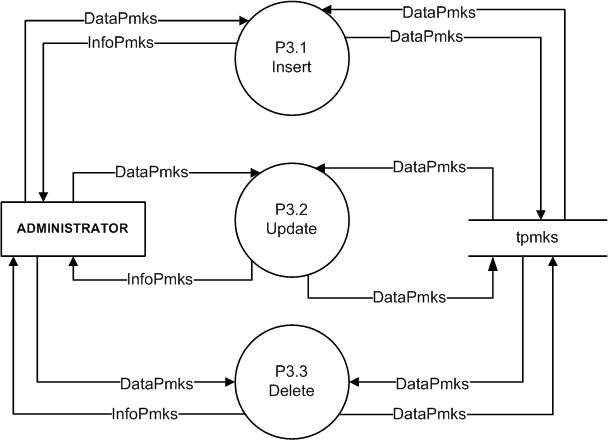 DataPmks
P3.1
Insert
DataPmks
InfoPmks
DataPmks
DataPmks
P3.2
Update
DataPmks
ADMINISTRATOR
tpmks
InfoPmks
DataPmks
P3.3
Delete
DataPmks
DataPmks
InfoPmks
DataPmks